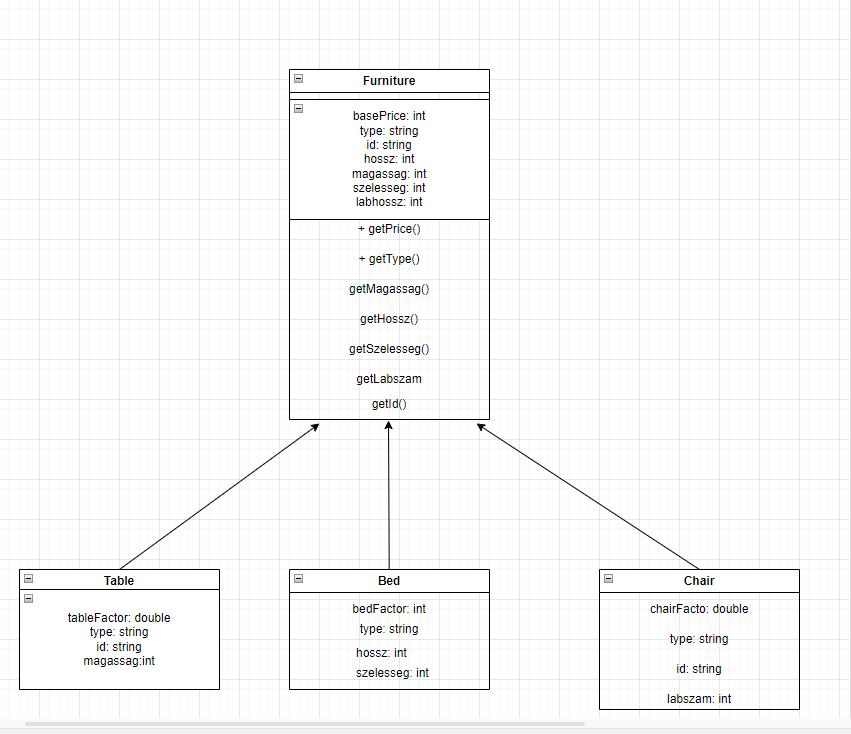 Furniture
basePrice: int
type: string
id: string
hossz: int
magassag: int
szelesseg: int
labhossz: int
+ getPrice()
+ getType()
getMagassag()
getHossz()
getSzelesseg()
getLabszam
getId()
Table
tableFactor: double
type: string
id: string
magassag:int
Bed
bedFactor: int
type: string
hossz: int
szelesseg: int
Chair
chairFacto: double
type: string
id: string
labszam: int